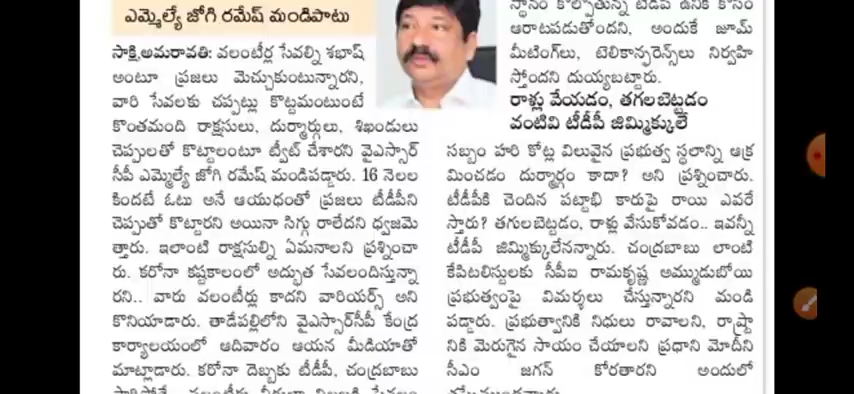 ఎమ్మెల్యే జోగి రమేష్ మండిపాటు
సాక్షి,అమరావతి: వలంటీర్ల సేవల్ని శభాష్
అంటూ ప్రజలు మెచ్చుకుంటున్నారని,
వారి సేవలకు చప్పట్లు కొట్టమంటుంటే
కొంతమంది రాక్షసులు, దుర్మార్గులు, శిఖండులు
చెప్పులతో కొట్టాలంటూ ట్వీట్ చేశారని వైఎస్సార్
సీపీ ఎమ్మెల్యే జోగి రమేష్ మండిపడ్డారు. 16 నెలల
కిందటే ఓటు అనే ఆయుధంతో ప్రజలు టీడీపీని
చెప్పుతో కొట్టారని అయినా సిగ్గు రాలేదని ధ్వజమె
త్తారు. ఇలాంటి రాక్షసుల్ని ఏమనాలని ప్రశ్నించా
రు. కరోనా కష్టకాలంలో అద్భుత సేవలందిస్తున్నా
రని.. వారు వలంటీర్లు కాదని వారియర్స్ అని
కొనియాడారు. తాడేపల్లిలోని వైఎస్సార్‌సీపీ కేంద్ర
కార్యాలయంలో ఆదివారం ఆయన మీడియాతో
మాట్లాడారు. కరోనా దెబ్బకు టీడీపీ, చంద్రబాబు
స్థానం కోల్పోతున్న టీడీపీ ఉనికి కోసం
ఆరాటపడుతోందని, అందుకే జూమ్
మీటింగ్‌లు, టెలికాన్ఫరెన్స్‌లు నిర్వహి
స్తోందని దుయ్యబట్టారు.
రాళ్లు వేయడం, తగలబెట్టడం
వంటివి టీడీపీ జిమ్మిక్కులే
సబ్బం హరి కోట్ల విలువైన ప్రభుత్వ స్థలాన్ని ఆక్ర
మించడం దుర్మార్గం కాదా? అని ప్రశ్నించారు.
టీడీపీకి చెందిన పట్టాభి కారుపై రాయి ఎవరే
స్తారు? తగులబెట్టడం, రాళ్లు వేసుకోవడం.. ఇవన్నీ
టీడీపీ జిమ్మిక్కులేనన్నారు. చంద్రబాబు లాంటి
కేపిటలిస్టులకు సీపీఐ రామకృష్ణ అమ్ముడుబోయి
ప్రభుత్వంపై విమర్శలు చేస్తున్నారని మండి
పడ్డారు. ప్రభుత్వానికి నిధులు రావాలని, రాష్ట్రా
నికి మెరుగైన సాయం చేయాలని ప్రధాని మోదీని
సీఎం జగన్ కోరతారని అందులో